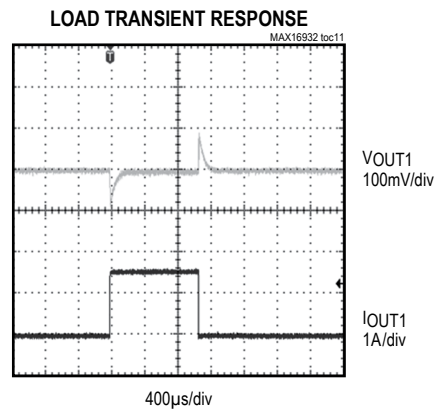 LOAD TRANSIENT RESPONSE
MAX16932 toc11
T
VOUT1
100mV/div
IOUT1
1A/div
400µs/div